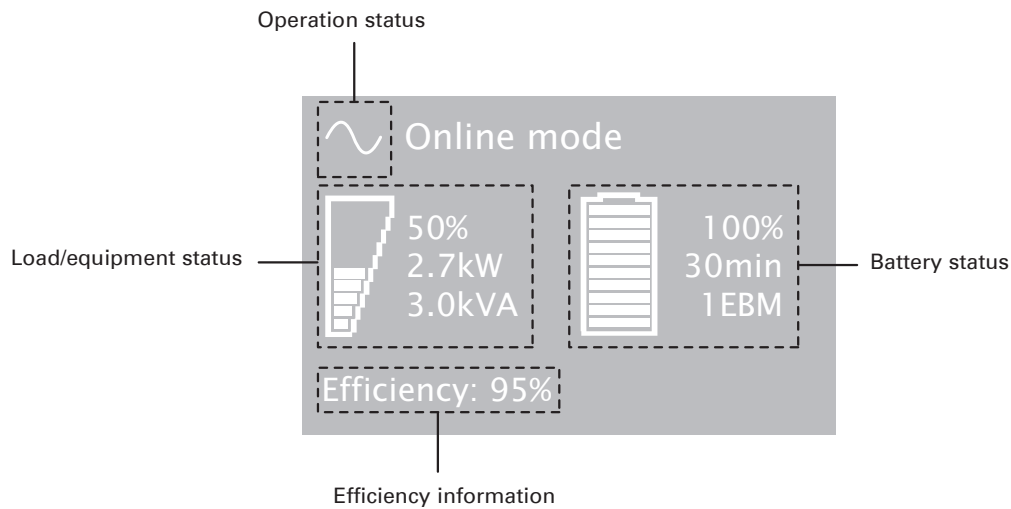 Operation status
Online mode
Load/equipment status
50%
2.7kW
3.0kVA
100%
30min
1EBM
Battery status
Efficiency: 95%
Efficiency information